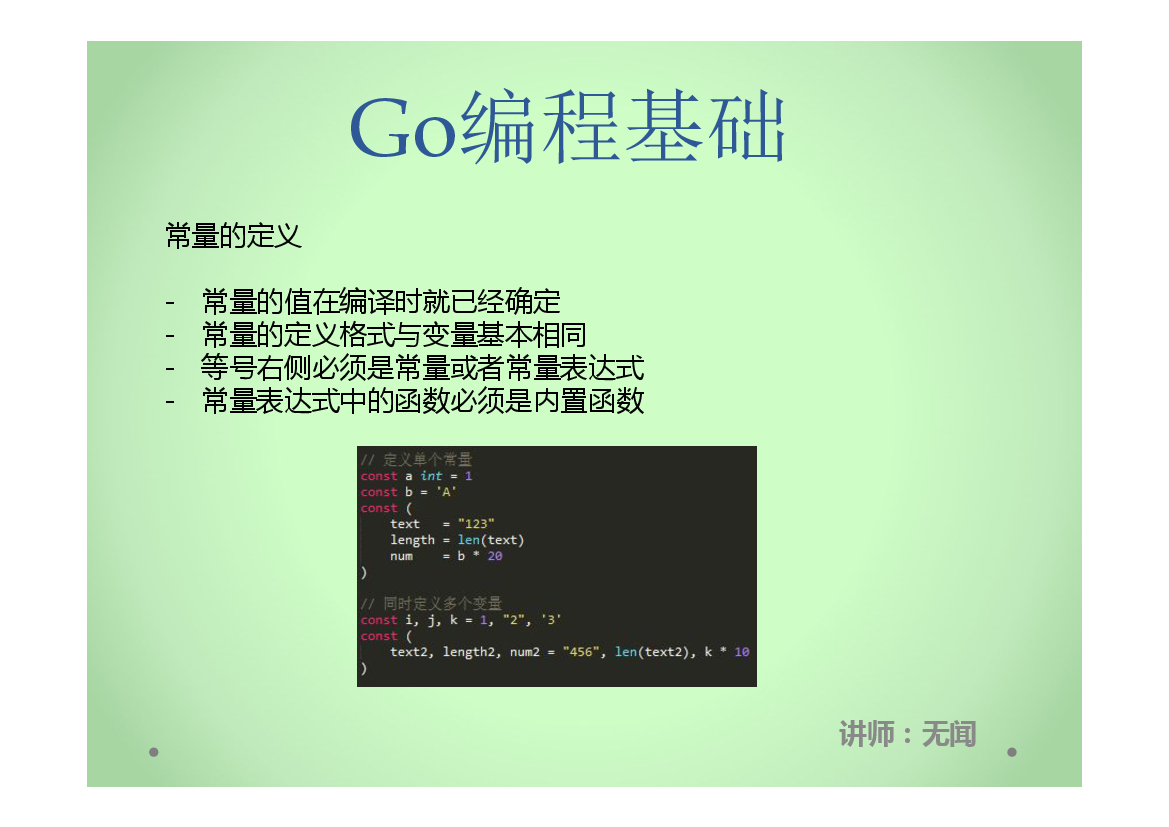 Go编程基础
常量的定义
- 常量的值在编译时就已经确定
- 常量的定义格式与变量基本相同
- 等号右侧必须是常量或者常量表达式
- 常量表达式中的函数必须是内置函数
// 定义单个常量
const a int = 1
const b = 'A'
const (
    text   = "123"
    length = len(text)
    num    = b * 20
)
// 同时定义多个变量
const i, j, k = 1, "2", '3'
const (
    text2, length2, num2 = "456", len(text2), k * 10
)
讲师：无闻